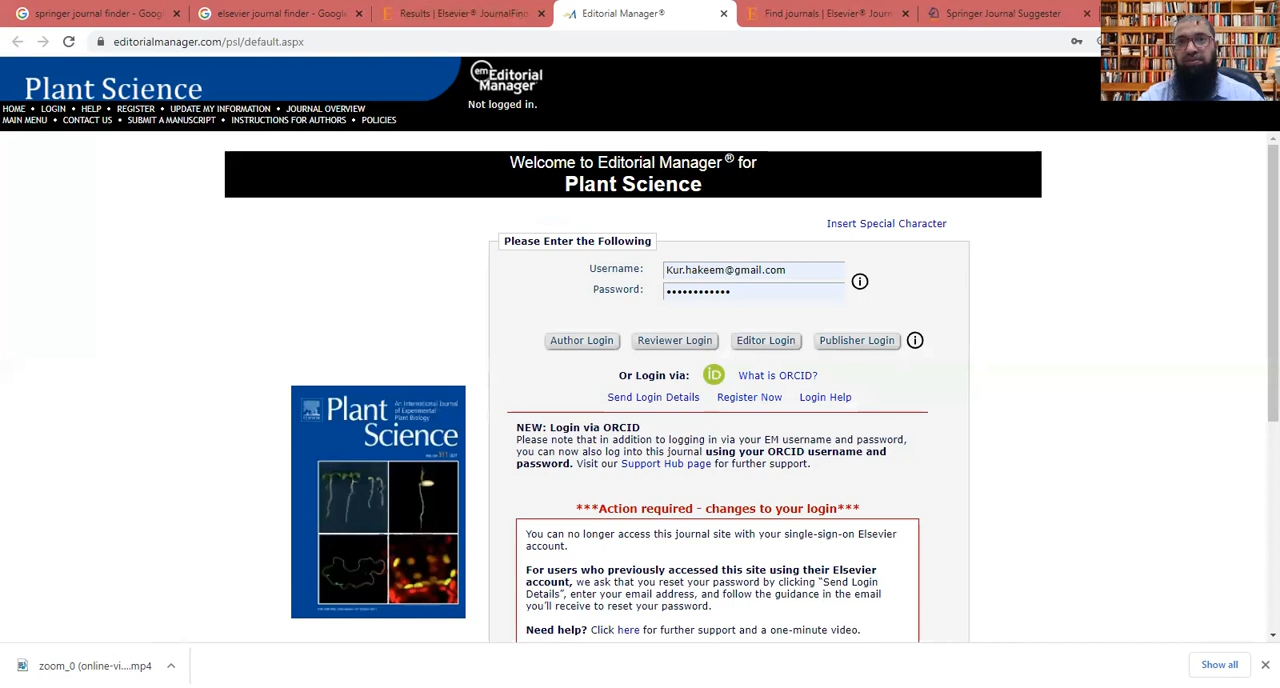 springer journal finder - Goog
elsevier journal finder - Google
Results | Elsevier® JournalFind
Editorial Manager®
Find journals | Elsevier® Journ
Springer Journal Suggester
editorialmanager.com/psl/default.aspx
Plant Science
em Editorial
Manager®
Not logged in.
HOME • LOGIN • HELP • REGISTER • UPDATE MY INFORMATION • JOURNAL OVERVIEW
MAIN MENU • CONTACT US • SUBMIT A MANUSCRIPT • INSTRUCTIONS FOR AUTHORS • POLICIES
Welcome to Editorial Manager® for
Plant Science
Insert Special Character
Please Enter the Following
Username: Kur.hakeem@gmail.com
Password: ••••••••••••
Author Login Reviewer Login Editor Login Publisher Login
Or Login via: iD What is ORCID?
Send Login Details Register Now Login Help
NEW: Login via ORCID
Please note that in addition to logging in via your EM username and password,
you can now also log into this journal using your ORCID username and
password. Visit our Support Hub page for further support.
***Action required - changes to your login***
You can no longer access this journal site with your single-sign-on Elsevier
account.
For users who previously accessed this site using their Elsevier
account, we ask that you reset your password by clicking "Send Login
Details", enter your email address, and follow the guidance in the email
you'll receive to reset your password.
Need help? Click here for further support and a one-minute video.
Plant
An International Journal
of Experimental
Plant Biology
Science
zoom_0 (online-vi....mp4
Show all